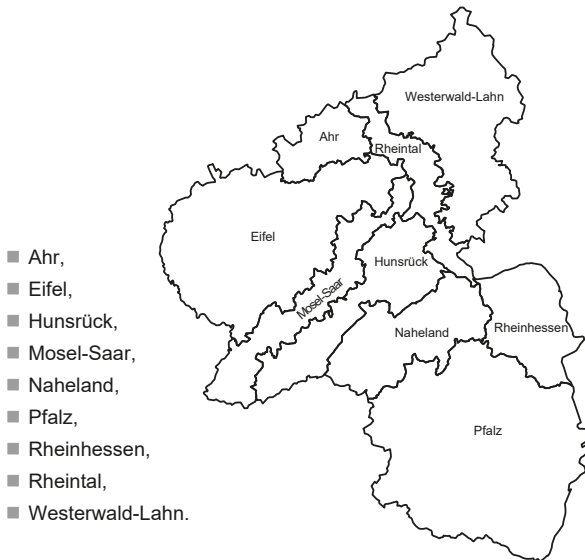 Westerwald-Lahn
Ahr
Rheintal
Eifel
Hunsrück
Mosel-Saar
Naheland
Rheinhessen
Pfalz
Ahr,
Eifel,
Hunsrück,
Mosel-Saar,
Naheland,
Pfalz,
Rheinhessen,
Rheintal,
Westerwald-Lahn.